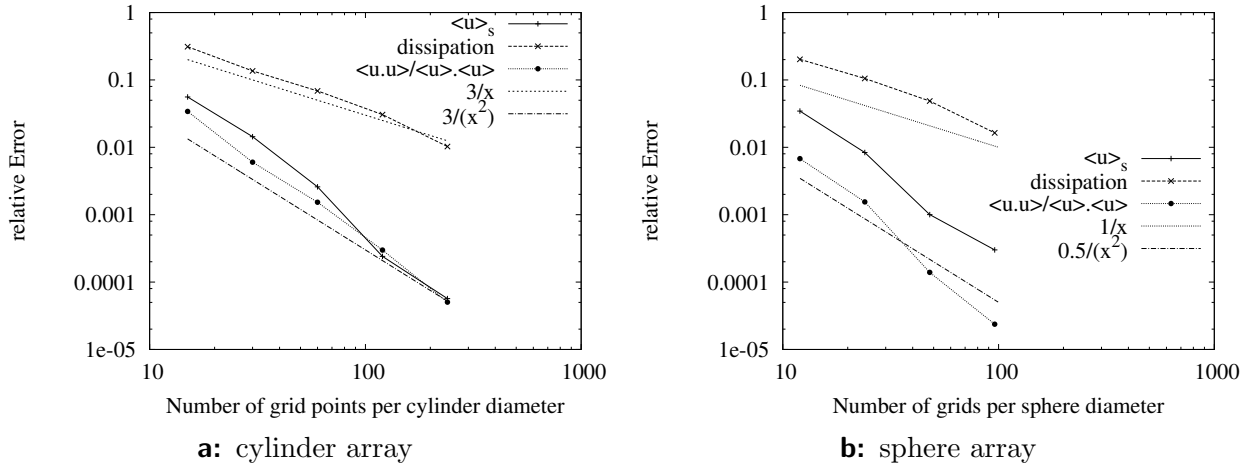 relative Error
1
0.1
0.01
0.001
0.0001
1e-05
10
100
1000
Number of grid points per cylinder diameter
<u>s
dissipation
<u.u>/<u>.<u>
3/x
3/(x²)
a: cylinder array
relative Error
1
0.1
0.01
0.001
0.0001
1e-05
10
100
1000
Number of grids per sphere diameter
<u>s
dissipation
<u.u>/<u>.<u>
1/x
0.5/(x²)
b: sphere array